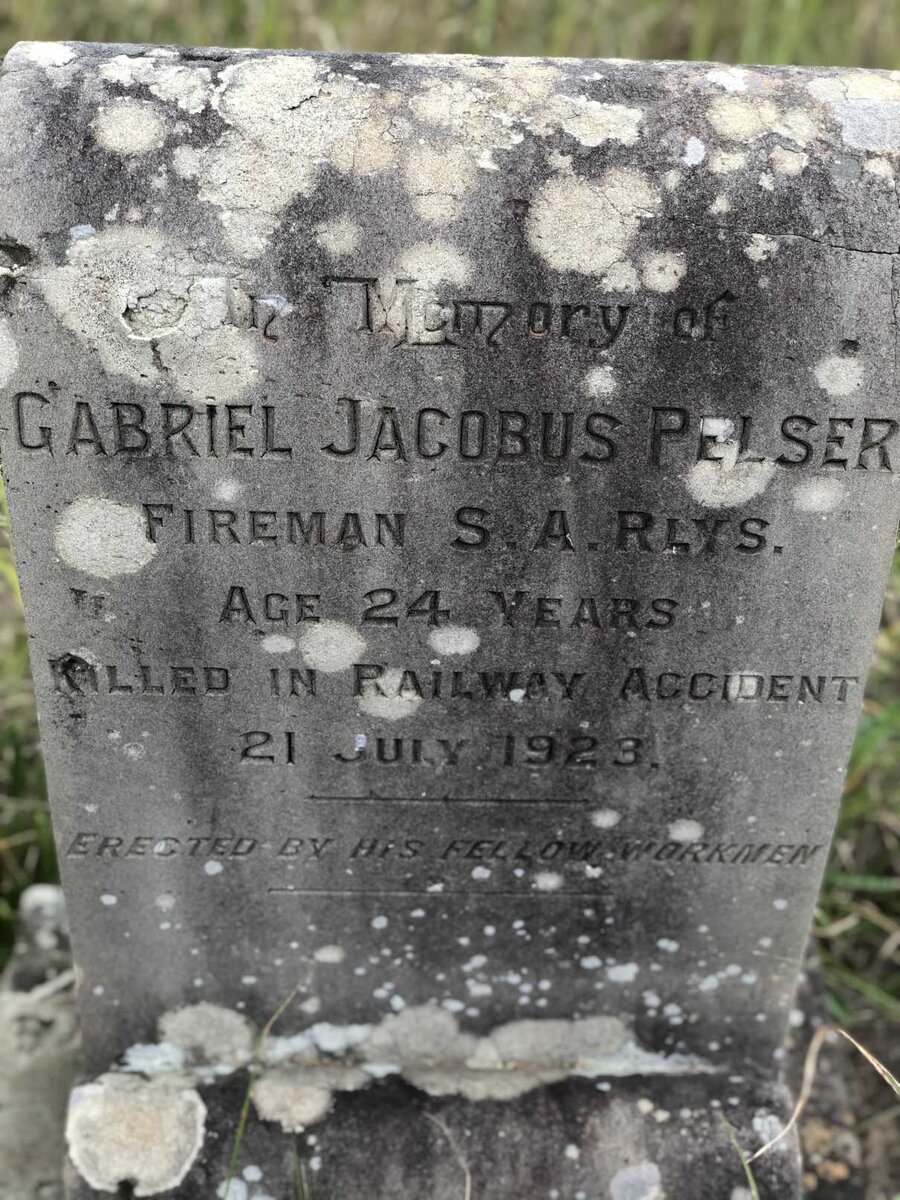 In Memory of
GABRIEL JACOBUS PELSER
FIREMAN S.A. RLYS.
AGE 24 YEARS
KILLED IN RAILWAY ACCIDENT
21 JULY 1923.
ERECTED BY HIS FELLOW WORKMEN